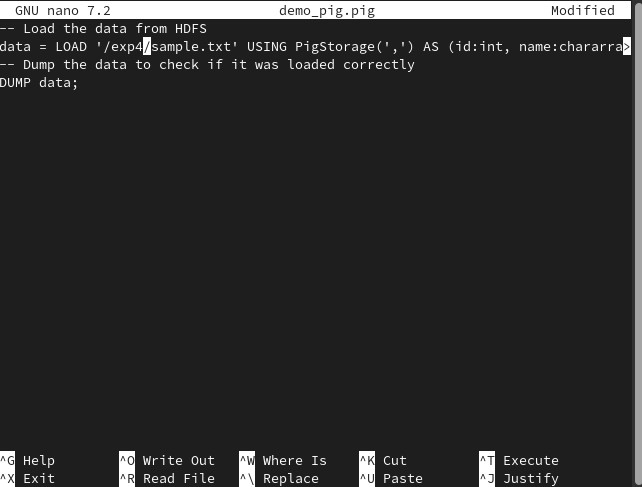 GNU nano 7.2 demo_pig.pig Modified
-- Load the data from HDFS
data = LOAD '/exp4/sample.txt' USING PigStorage(',') AS (id:int, name:chararra>
-- Dump the data to check if it was loaded correctly
DUMP data;
^G Help ^O Write Out ^W Where Is ^K Cut ^T Execute
^X Exit ^R Read File ^\ Replace ^U Paste ^J Justify